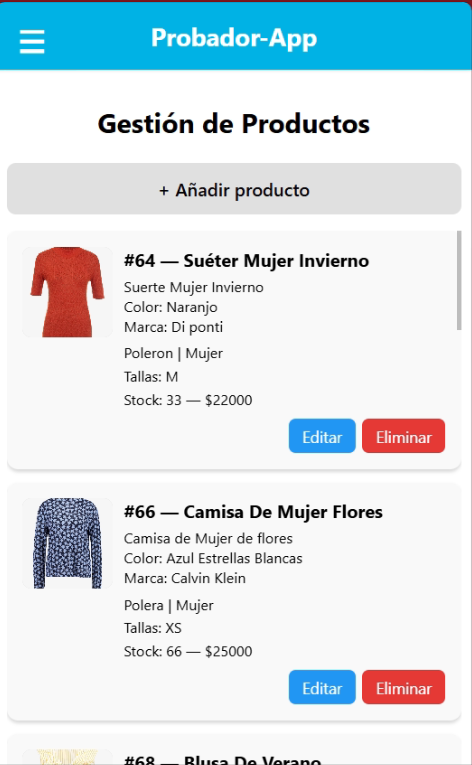 Probador-App
Gestión de Productos
+ Añadir producto
#64 — Suéter Mujer Invierno
Suerte Mujer Invierno
Color: Naranjo
Marca: Di ponti
Poleron | Mujer
Tallas: M
Stock: 33 — $22000
Editar Eliminar
#66 — Camisa De Mujer Flores
Camisa de Mujer de flores
Color: Azul Estrellas Blancas
Marca: Calvin Klein
Polera | Mujer
Tallas: XS
Stock: 66 — $25000
Editar Eliminar
#68 — Blusa De Verano